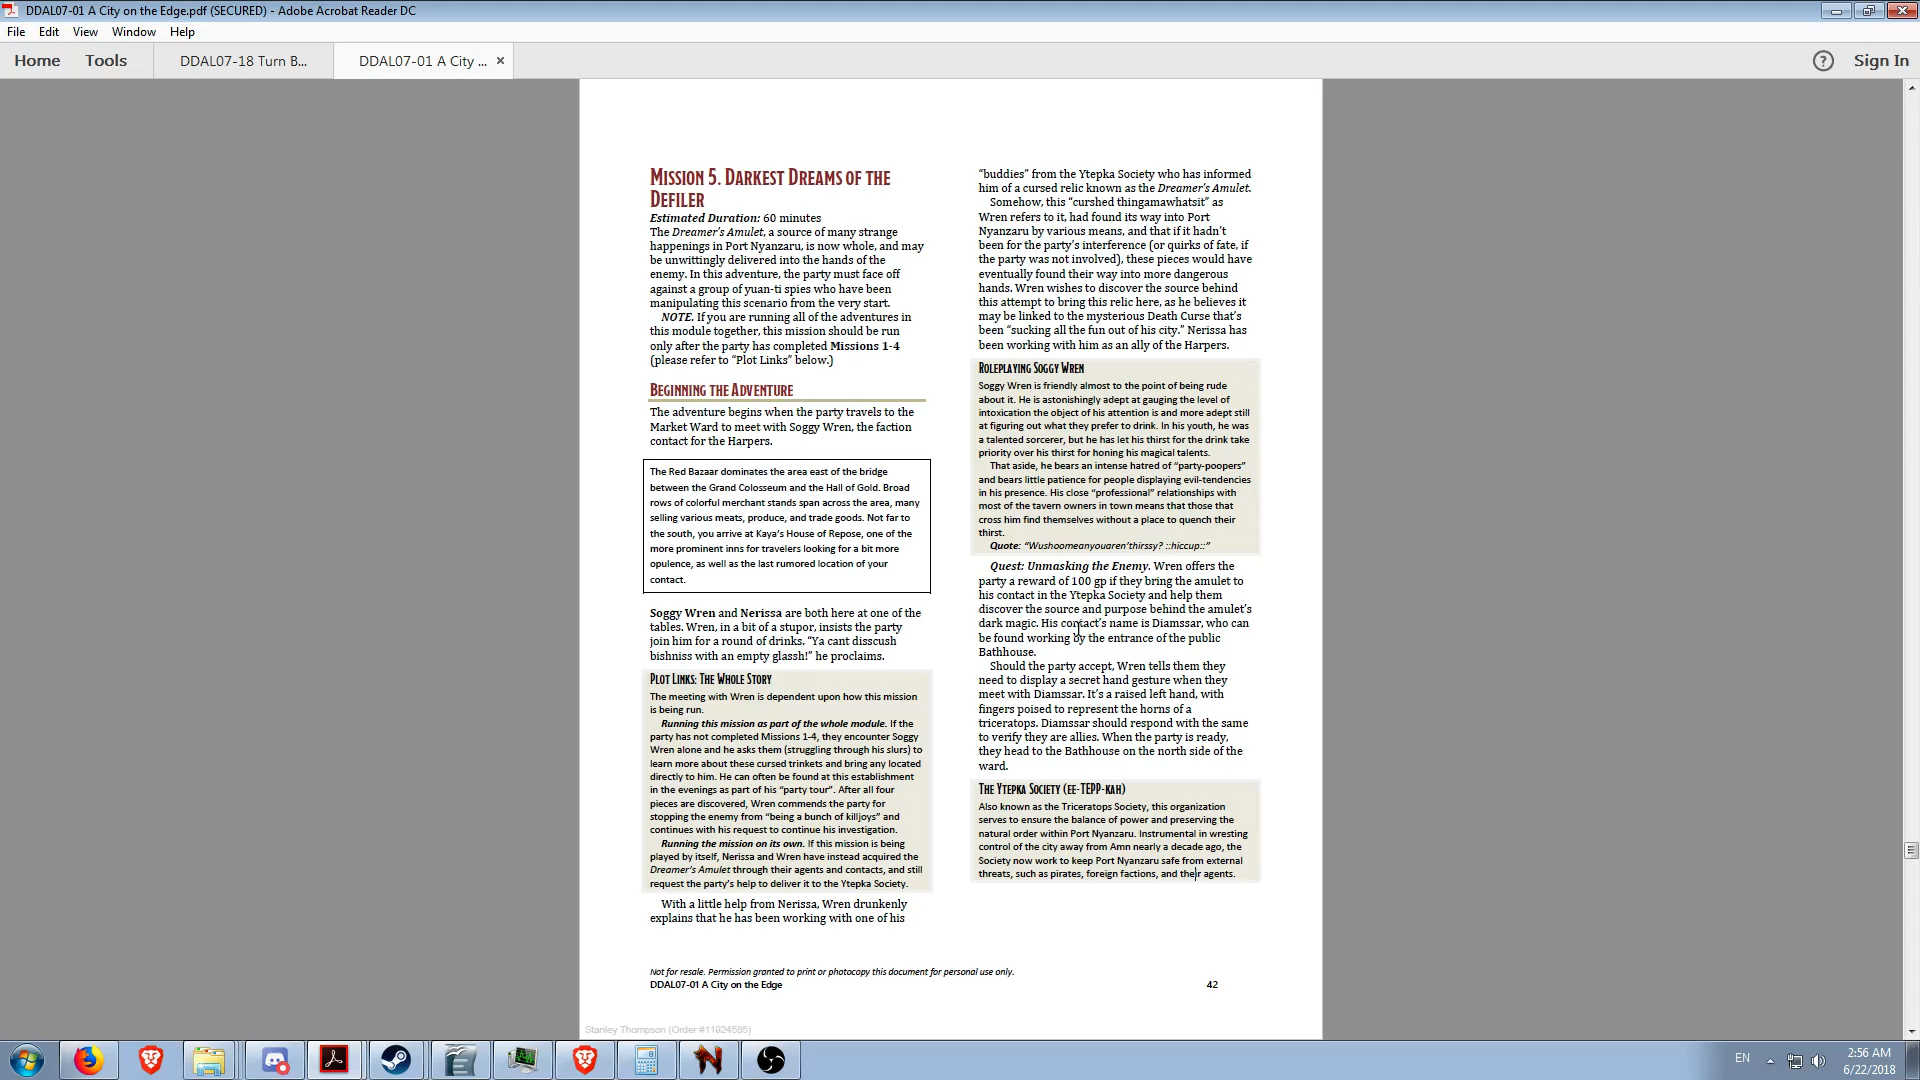 DDAL07-01 A City on the Edge.pdf (SECURED) - Adobe Acrobat Reader DC
File Edit View Window Help
Home Tools DDAL07-18 Turn B... DDAL07-01 A City ... × ? Sign In
Mission 5. Darkest Dreams of the
Defiler
Estimated Duration: 60 minutes
The Dreamer's Amulet, a source of many strange
happenings in Port Nyanzaru, is now whole, and may
be unwittingly delivered into the hands of the
enemy. In this adventure, the party must face off
against a group of yuan-ti spies who have been
manipulating this scenario from the very start.
NOTE. If you are running all of the adventures in
this module together, this mission should be run
only after the party has completed Missions 1-4
(please refer to “Plot Links” below.)
Beginning the Adventure
The adventure begins when the party travels to the
Market Ward to meet with Soggy Wren, the faction
contact for the Harpers.
The Red Bazaar dominates the area east of the bridge
between the Grand Colosseum and the Hall of Gold. Broad
rows of colorful merchant stands span across the area, many
selling various meats, produce, and trade goods. Not far to
the south, you arrive at Kaya's House of Repose, one of the
more prominent inns for travelers looking for a bit more
opulence, as well as the last rumored location of your
contact.
Soggy Wren and Nerissa are both here at one of the
tables. Wren, in a bit of a stupor, insists the party
join him for a round of drinks. “Ya cant disscush
bishniss with an empty glassh!” he proclaims.
Plot Links: The Whole Story
The meeting with Wren is dependent upon how this mission
is being run.
Running this mission as part of the whole module. If the
party has not completed Missions 1-4, they encounter Soggy
Wren alone and he asks them (struggling through his slurs) to
learn more about these cursed trinkets and bring any located
directly to him. He can often be found at this establishment
in the evenings as part of his “party tour”. After all four
pieces are discovered, Wren commends the party for
stopping the enemy from “being a bunch of killjoys” and
continues with his request to continue his investigation.
Running the mission on its own. If this mission is being
played by itself, Nerissa and Wren have instead acquired the
Dreamer's Amulet through their agents and contacts, and still
request the party's help to deliver it to the Ytepka Society.
With a little help from Nerissa, Wren drunkenly
explains that he has been working with one of his
“buddies” from the Ytepka Society who has informed
him of a cursed relic known as the Dreamer's Amulet.
Somehow, this “curshed thingamawhatsit” as
Wren refers to it, had found its way into Port
Nyanzaru by various means, and that if it hadn't
been for the party's interference (or quirks of fate, if
the party was not involved), these pieces would have
eventually found their way into more dangerous
hands. Wren wishes to discover the source behind
this attempt to bring this relic here, as he believes it
may be linked to the mysterious Death Curse that's
been “sucking all the fun out of his city.” Nerissa has
been working with him as an ally of the Harpers.
Roleplaying Soggy Wren
Soggy Wren is friendly almost to the point of being rude
about it. He is astonishingly adept at gauging the level of
intoxication the object of his attention is and more adept still
at figuring out what they prefer to drink. In his youth, he was
a talented sorcerer, but he has let his thirst for the drink take
priority over his thirst for honing his magical talents.
That aside, he bears an intense hatred of “party-poopers”
and bears little patience for people displaying evil-tendencies
in his presence. His close “professional” relationships with
most of the tavern owners in town means that those that
cross him find themselves without a place to quench their
thirst.
Quote: “Wushoomeanyouaren'thirssy? ::hiccup::”
Quest: Unmasking the Enemy. Wren offers the
party a reward of 100 gp if they bring the amulet to
his contact in the Ytepka Society and help them
discover the source and purpose behind the amulet's
dark magic. His contact's name is Diamssar, who can
be found working by the entrance of the public
Bathhouse.
Should the party accept, Wren tells them they
need to display a secret hand gesture when they
meet with Diamssar. It's a raised left hand, with
fingers poised to represent the horns of a
triceratops. Diamssar should respond with the same
to verify they are allies. When the party is ready,
they head to the Bathhouse on the north side of the
ward.
The Ytepka Society (ee-TEPP-kah)
Also known as the Triceratops Society, this organization
serves to ensure the balance of power and preserving the
natural order within Port Nyanzaru. Instrumental in wresting
control of the city away from Amn nearly a decade ago, the
Society now work to keep Port Nyanzaru safe from external
threats, such as pirates, foreign factions, and their agents.
Not for resale. Permission granted to print or photocopy this document for personal use only.
DDAL07-01 A City on the Edge 42
Stanley Thompson (Order #11924585)
EN 2:56 AM
6/22/2018